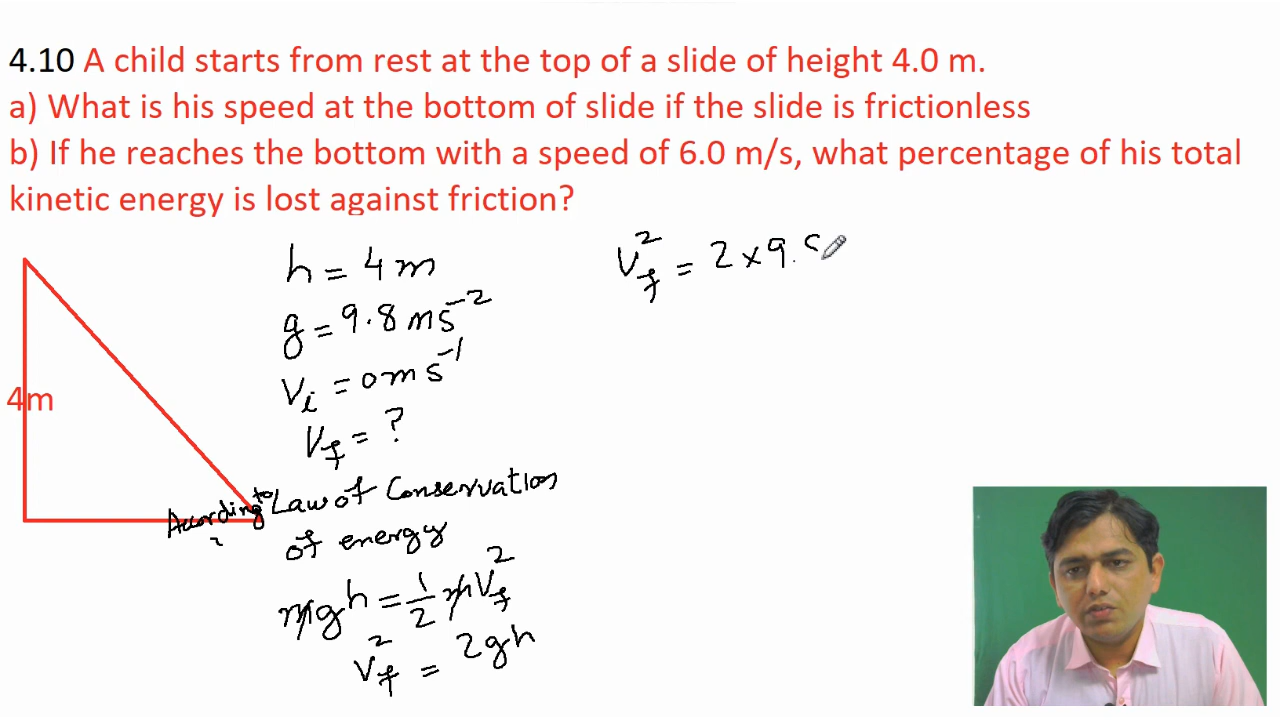 4.10 A child starts from rest at the top of a slide of height 4.0 m.
a) What is his speed at the bottom of slide if the slide is frictionless
b) If he reaches the bottom with a speed of 6.0 m/s, what percentage of his total
kinetic energy is lost against friction?
h = 4 m
g = 9.8 ms⁻²
Vᵢ = 0 ms⁻¹
V_f = ?
4m
Acording to Law of Conservation
of energy
mgh = 1/2 m V_f²
V_f² = 2gh
V_f² = 2 × 9.